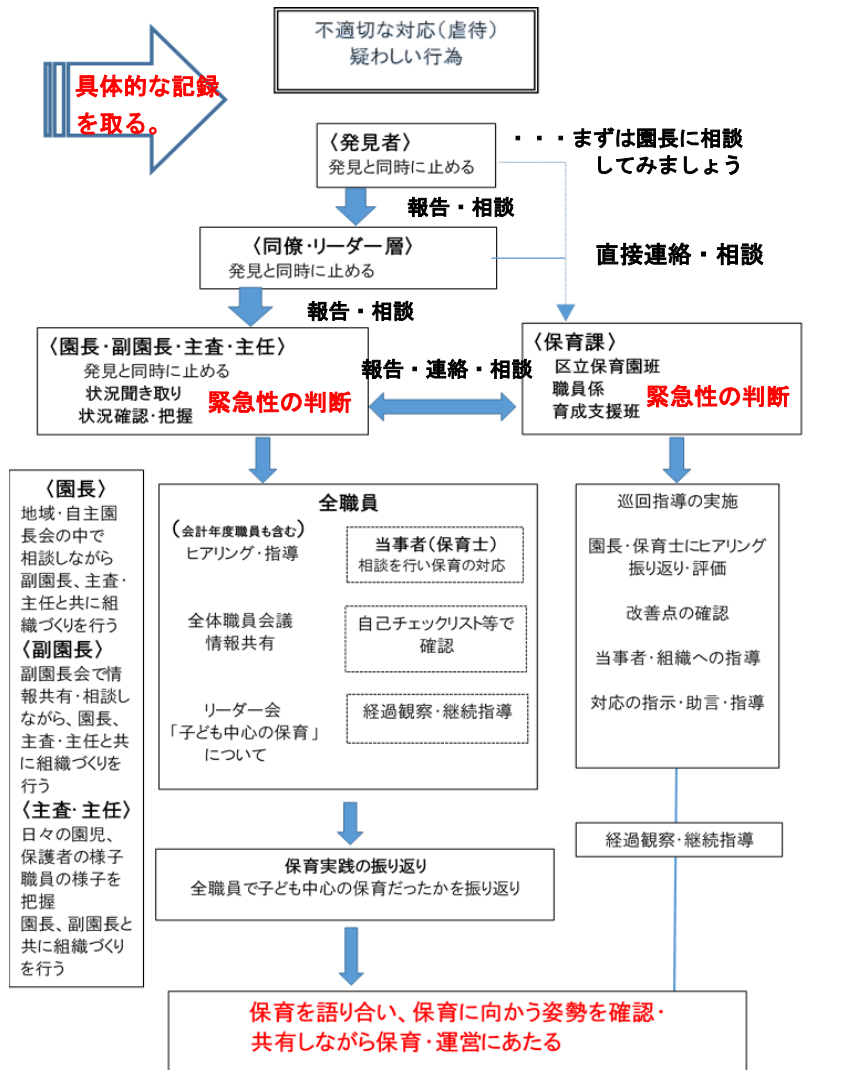 不適切な対応(虐待)
疑わしい行為
具体的な記録
を取る。
〈発見者〉
発見と同時に止める
・・・まずは園長に相談
してみましょう
報告・相談
〈同僚・リーダー層〉
発見と同時に止める
直接連絡・相談
報告・相談
〈園長・副園長・主査・主任〉
発見と同時に止める
状況聞き取り
状況確認・把握
緊急性の判断
報告・連絡・相談
〈保育課〉
区立保育園班
職員係
育成支援班
緊急性の判断
〈園長〉
地域・自主園
長会の中で
相談しながら
副園長、主査・
主任と共に組
織づくりを行う
〈副園長〉
副園長会で情
報共有・相談し
ながら、園長、
主査・主任と共
に組織づくりを
行う
〈主査・主任〉
日々の園児、
保護者の様子
職員の様子を
把握
園長、副園長と
共に組織づくり
を行う
全職員
(会計年度職員も含む)
ヒアリング・指導
当事者(保育士)
相談を行い保育の対応
全体職員会議
情報共有
自己チェックリスト等で
確認
リーダー会
「子ども中心の保育」
について
経過観察・継続指導
巡回指導の実施
園長・保育士にヒアリング
振り返り・評価
改善点の確認
当事者・組織への指導
対応の指示・助言・指導
経過観察・継続指導
保育実践の振り返り
全職員で子ども中心の保育だったかを振り返り
保育を語り合い、保育に向かう姿勢を確認・
共有しながら保育・運営にあたる